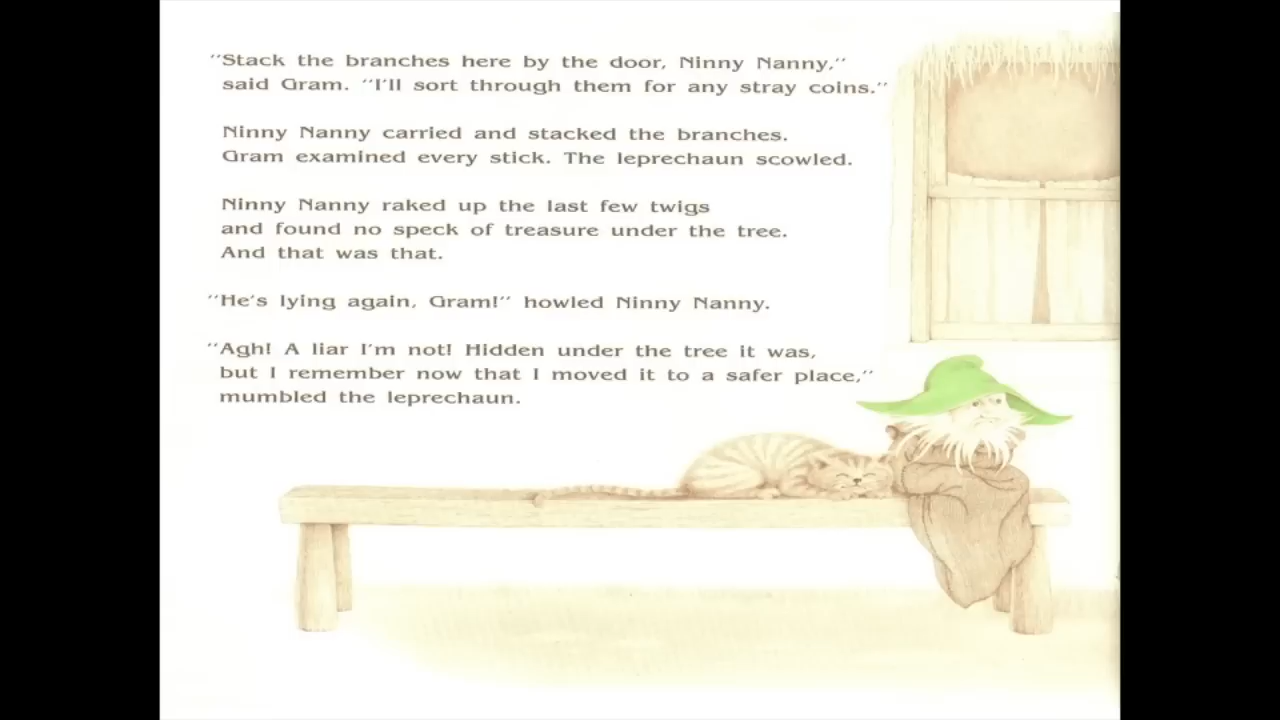 “Stack the branches here by the door, Ninny Nanny,”
said Gram. “I’ll sort through them for any stray coins.”
Ninny Nanny carried and stacked the branches.
Gram examined every stick. The leprechaun scowled.
Ninny Nanny raked up the last few twigs
and found no speck of treasure under the tree.
And that was that.
“He’s lying again, Gram!” howled Ninny Nanny.
“Agh! A liar I’m not! Hidden under the tree it was,
but I remember now that I moved it to a safer place,”
mumbled the leprechaun.